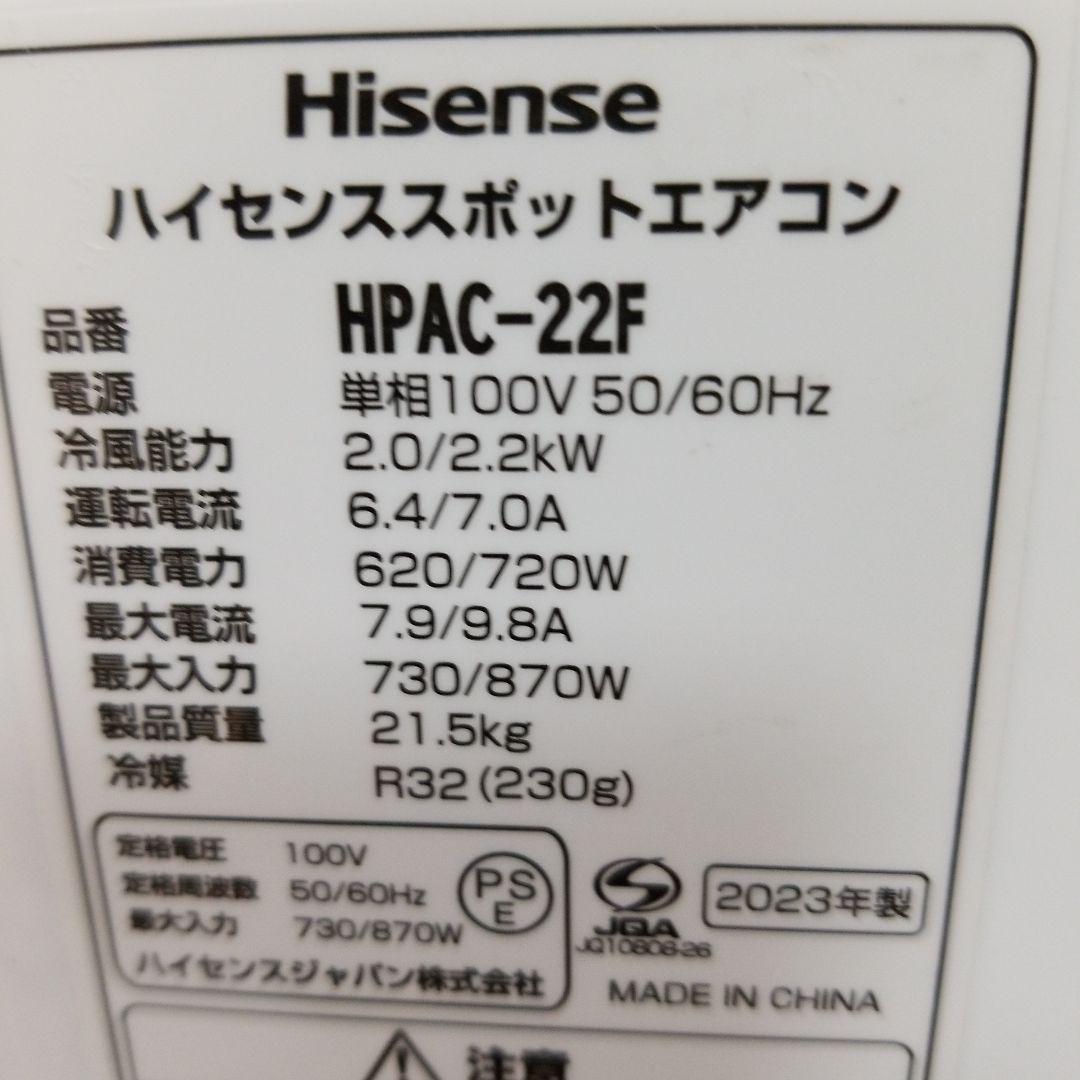 Hisense
ハイセンススポットエアコン
品番 HPAC-22F
電源 単相100V 50/60Hz
冷風能力 2.0/2.2kW
運転電流 6.4/7.0A
消費電力 620/720W
最大電流 7.9/9.8A
最大入力 730/870W
製品質量 21.5kg
冷媒 R32(230g)
定格電圧 100V
定格周波数 50/60Hz
最大入力 730/870W
ハイセンスジャパン株式会社
PS
E
S
JQA
JQ10606-26
2023年製
MADE IN CHINA
注意